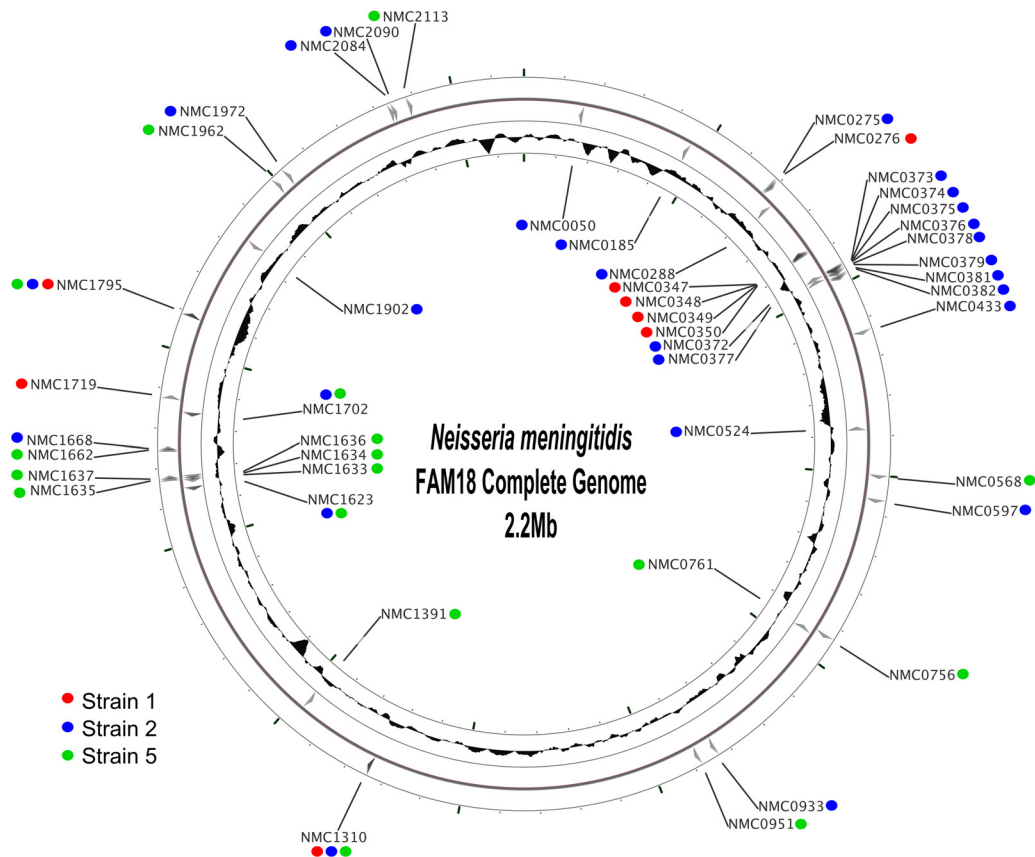 NMC2113
NMC2090
NMC2084
NMC1972
NMC1962
NMC0275
NMC0276
NMC0373
NMC0374
NMC0375
NMC0376
NMC0378
NMC0379
NMC0381
NMC0382
NMC0433
NMC0050
NMC0185
NMC0288
NMC0347
NMC0348
NMC0349
NMC0350
NMC0372
NMC0377
NMC1795
NMC1902
NMC1719
NMC1702
NMC0524
NMC1668
NMC1662
NMC1637
NMC1635
NMC1636
NMC1634
NMC1633
NMC1623
Neisseria meningitidis
FAM18 Complete Genome
2.2Mb
NMC0568
NMC0597
NMC0761
NMC1391
NMC0756
NMC0933
NMC0951
NMC1310
Strain 1
Strain 2
Strain 5